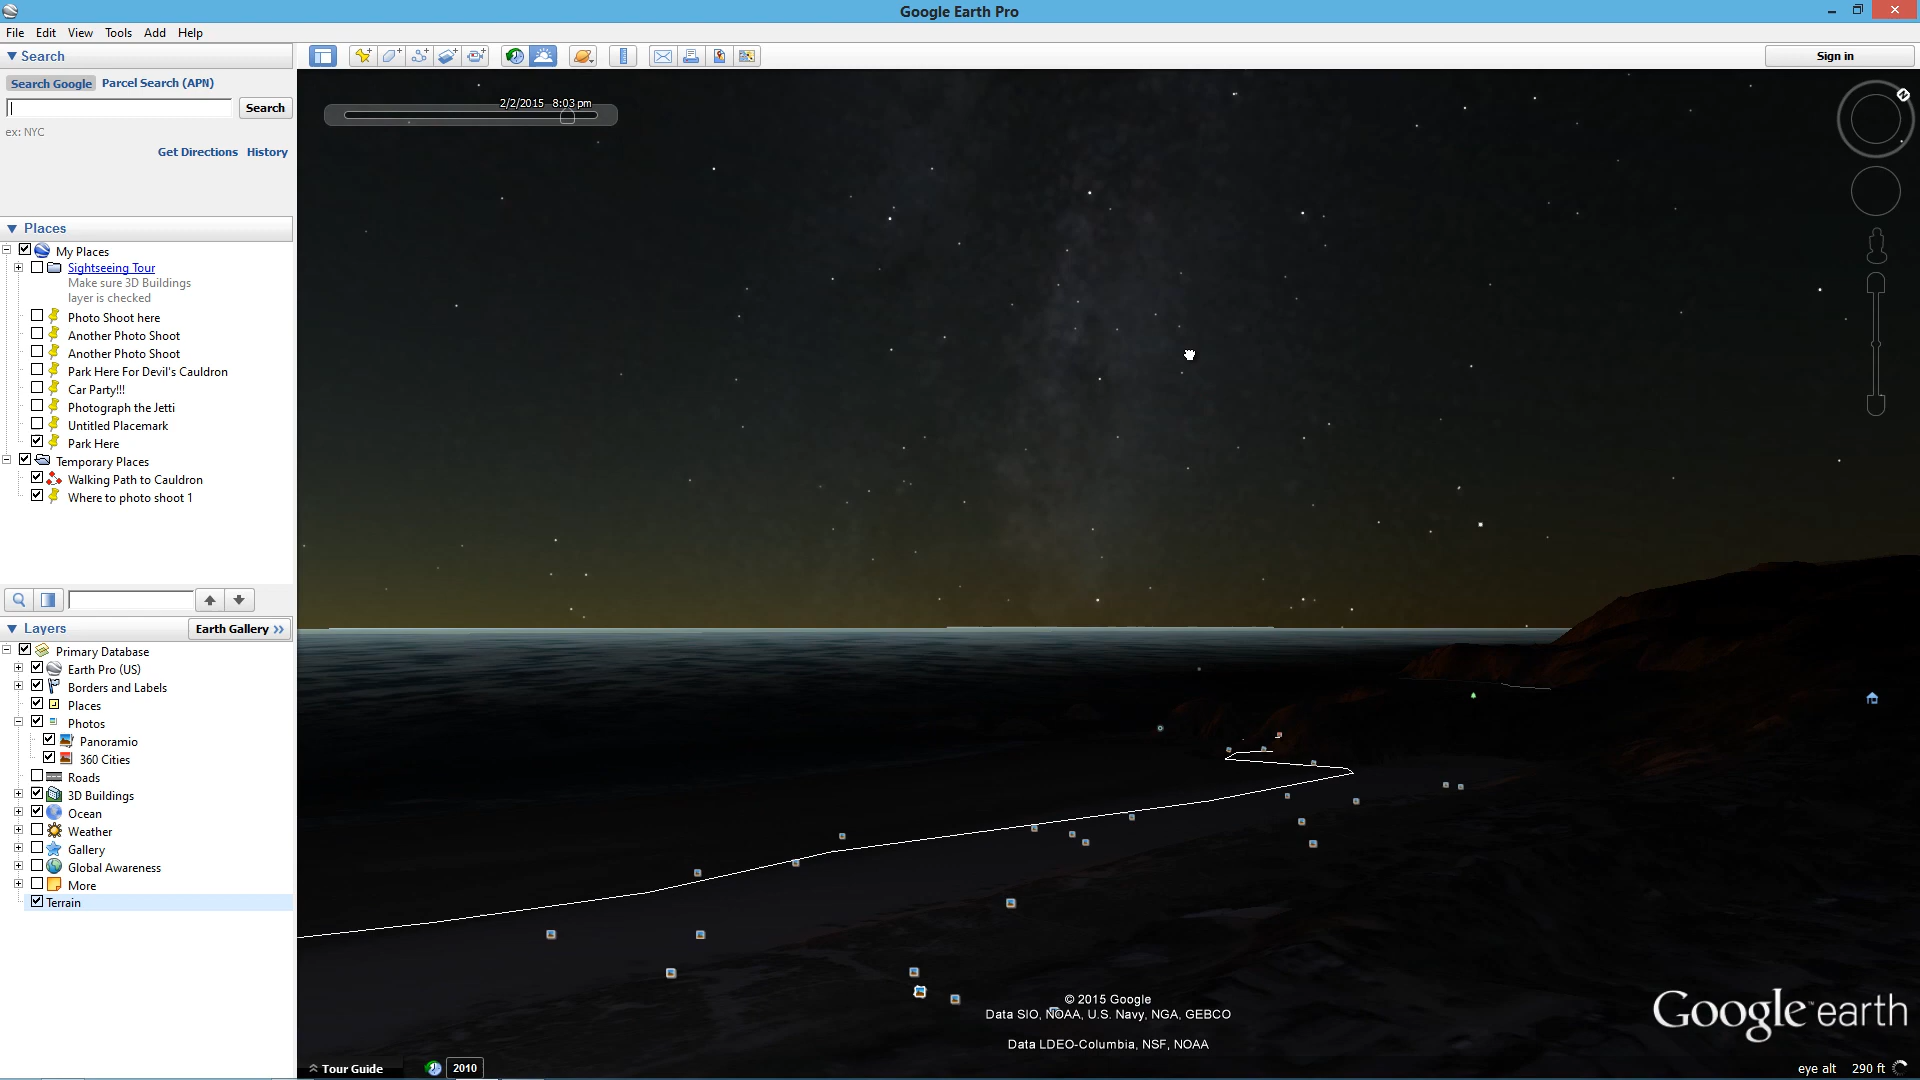 Google Earth Pro
File Edit View Tools Add Help
Search
Sign in
Search Google Parcel Search (APN)
Search
ex: NYC
Get Directions History
2/2/2015 8:03 pm
Places
My Places
Sightseeing Tour
Make sure 3D Buildings
layer is checked
Photo Shoot here
Another Photo Shoot
Another Photo Shoot
Park Here For Devil's Cauldron
Car Party!!!
Photograph the Jetti
Untitled Placemark
Park Here
Temporary Places
Walking Path to Cauldron
Where to photo shoot 1
Layers
Earth Gallery >>
Primary Database
Earth Pro (US)
Borders and Labels
Places
Photos
Panoramio
360 Cities
Roads
3D Buildings
Ocean
Weather
Gallery
Global Awareness
More
Terrain
© 2015 Google
Data SIO, NOAA, U.S. Navy, NGA, GEBCO
Data LDEO-Columbia, NSF, NOAA
Google™ earth
Tour Guide
2010
eye alt 290 ft